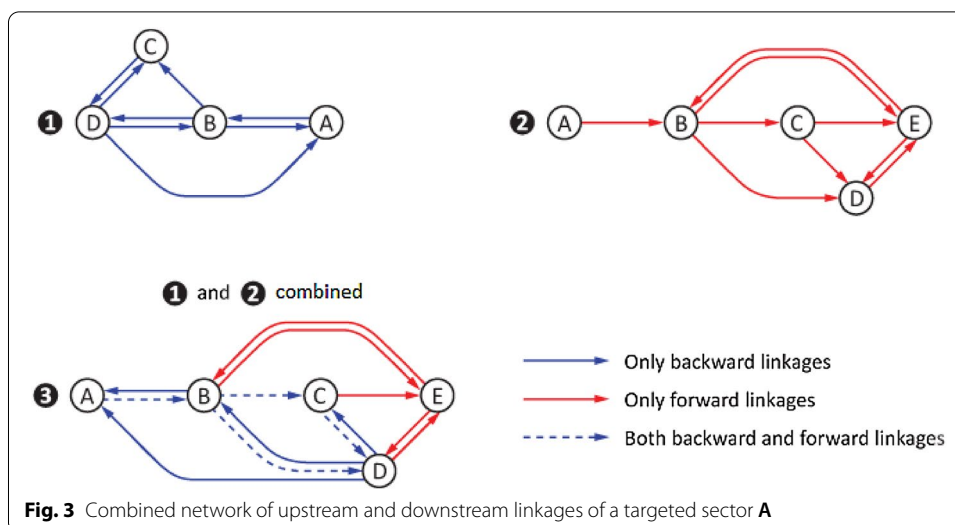 C
❶ D B A
❷ A B C E
D
❶ and ❷ combined
❸ A B C E
D
Only backward linkages
Only forward linkages
Both backward and forward linkages
Fig. 3 Combined network of upstream and downstream linkages of a targeted sector A